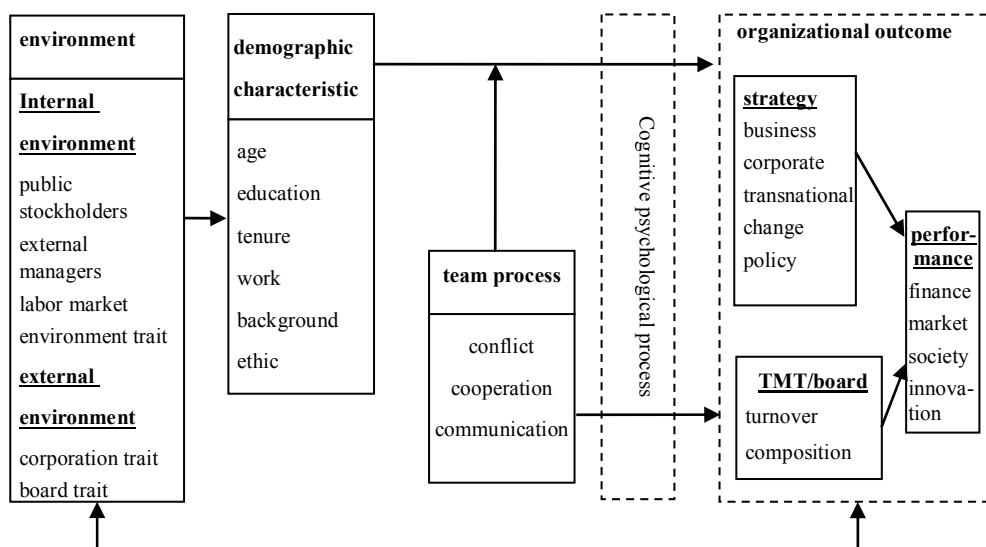 environment
Internal
environment
public
stockholders
external
managers
labor market
environment trait
external
environment
corporation trait
board trait
demographic
characteristic
age
education
tenure
work
background
ethic
team process
conflict
cooperation
communication
Cognitive psychological process
organizational outcome
strategy
business
corporate
transnational
change
policy
TMT/board
turnover
composition
perfor-
mance
finance
market
society
innova-
tion